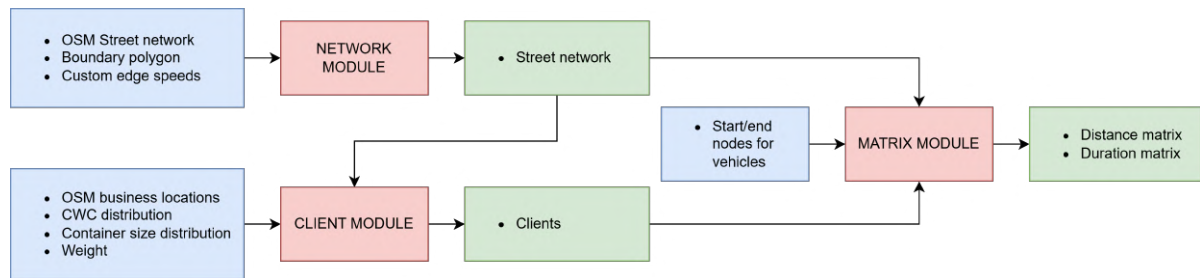 • OSM Street network
• Boundary polygon
• Custom edge speeds
NETWORK
MODULE
• Street network
• Start/end
nodes for
vehicles
MATRIX MODULE
• Distance matrix
• Duration matrix
• OSM business locations
• CWC distribution
• Container size distribution
• Weight
CLIENT MODULE
• Clients